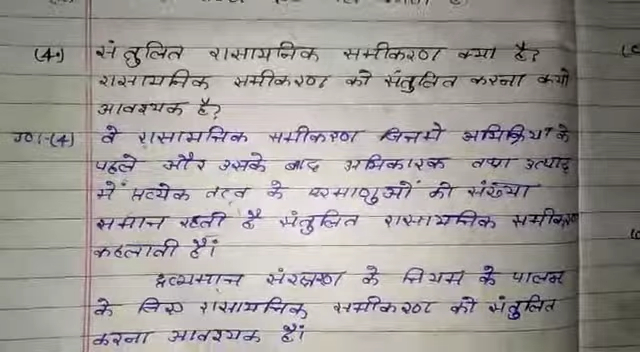 (4.) संतुलित रासायनिक समीकरण क्या है?
रासायनिक समीकरण को संतुलित करना क्यों
आवश्यक है?
उ०1-(4) वे रासायनिक समीकरण जिनमे अभिक्रिया के
पहले और उसके बाद अभिकारक तथा उत्पाद
में प्रत्येक तत्व के परमाणुओं की संख्या
समान रहती है संतुलित रासायनिक समीकरण
कहलाती है।
द्रव्यमान संरक्षण के नियम के पालन
के लिए रासायनिक समीकरण को संतुलित
करना आवश्यक है।